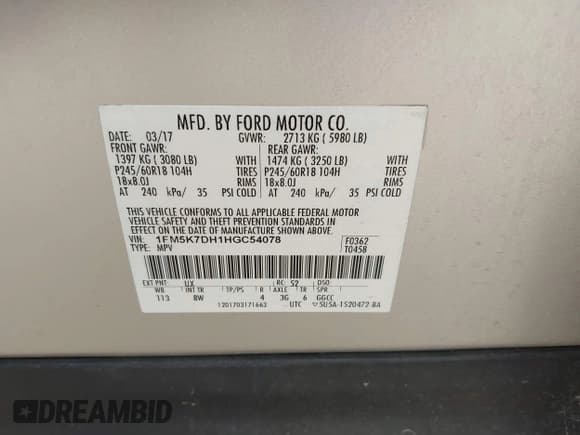 MFD. BY FORD MOTOR CO.
DATE: 03/17 GVWR: 2713 KG ( 5980 LB)
FRONT GAWR: REAR GAWR:
1397 KG ( 3080 LB) WITH 1474 KG ( 3250 LB) WITH
P245/60R18 104H TIRES P245/60R18 104H TIRES
18x8.0J RIMS 18x8.0J RIMS
AT 240 kPa/ 35 PSI COLD AT 240 kPa/ 35 PSI COLD
THIS VEHICLE CONFORMS TO ALL APPLICABLE FEDERAL MOTOR
VEHICLE SAFETY AND THEFT PREVENTION STANDARDS IN
EFFECT ON THE DATE OF MANUFACTURE SHOWN ABOVE.
VIN: 1FM5K7DH1HGC54078 F0362
TYPE: MPV T0458
EXT PNT: UX RC: 52 DSO:
WB INT TR TP/PS R AXLE TR SPR
113 8W 4 3G 6 GGCC
1201703171663 UTC 5U5A-1520472-BA
DREAMBID